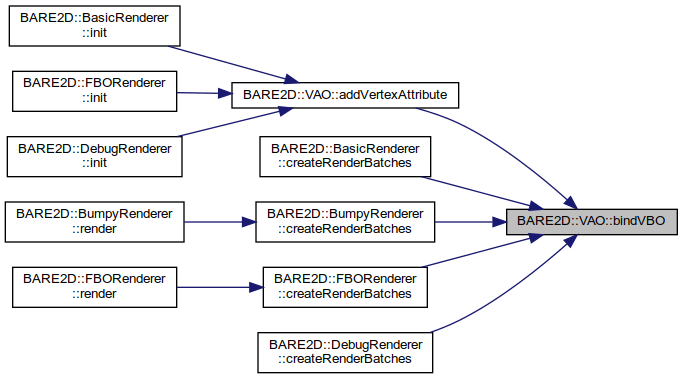 BARE2D::BasicRenderer
::init
BARE2D::FBORenderer
::init
BARE2D::DebugRenderer
::init
BARE2D::BumpyRenderer
::render
BARE2D::FBORenderer
::render
BARE2D::VAO::addVertexAttribute
BARE2D::BasicRenderer
::createRenderBatches
BARE2D::BumpyRenderer
::createRenderBatches
BARE2D::FBORenderer
::createRenderBatches
BARE2D::DebugRenderer
::createRenderBatches
BARE2D::VAO::bindVBO